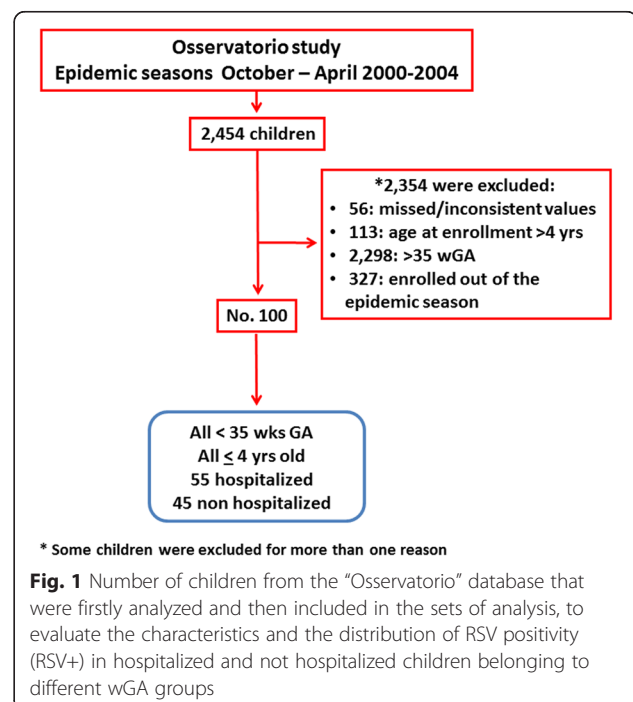 Osservatorio study
Epidemic seasons October – April 2000-2004
2,454 children
*2,354 were excluded:
• 56: missed/inconsistent values
• 113: age at enrollment >4 yrs
• 2,298: >35 wGA
• 327: enrolled out of the
epidemic season
No. 100
All < 35 wks GA
All ≤ 4 yrs old
55 hospitalized
45 non hospitalized
* Some children were excluded for more than one reason
Fig. 1 Number of children from the “Osservatorio” database that
were firstly analyzed and then included in the sets of analysis, to
evaluate the characteristics and the distribution of RSV positivity
(RSV+) in hospitalized and not hospitalized children belonging to
different wGA groups